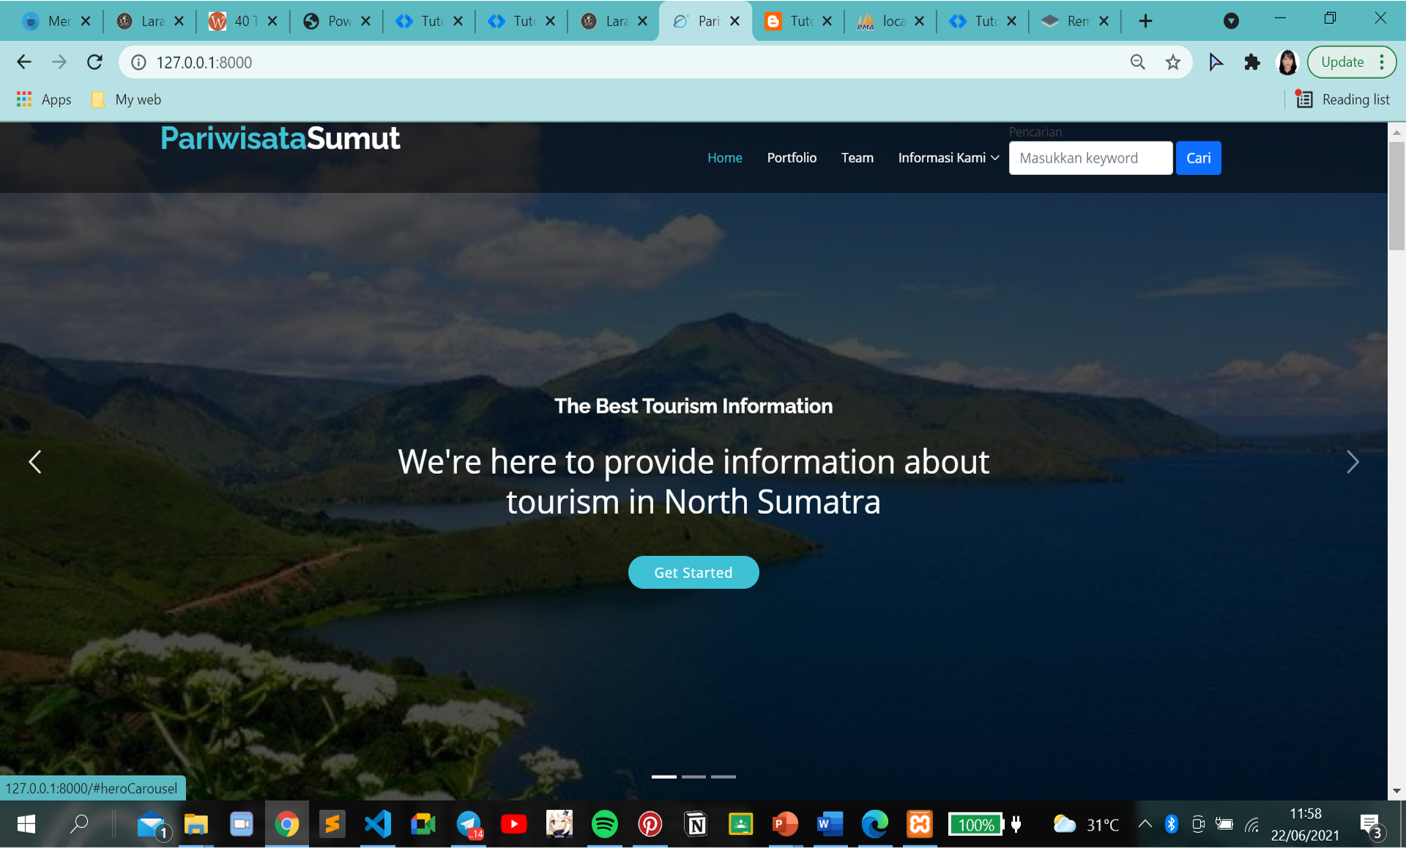 Mer
Lara
40 T
Pow
Tuto
Tuto
Lara
Pari
Tuto
PMA
loca
Tuto
Rem
127.0.0.1:8000
Update
Apps
My web
Reading list
PariwisataSumut
Home
Portfolio
Team
Informasi Kami
Pencarian
Masukkan keyword
Cari
The Best Tourism Information
We're here to provide information about
tourism in North Sumatra
Get Started
127.0.0.1:8000/#heroCarousel
1
..14
100%
31°C
11:58
22/06/2021
3